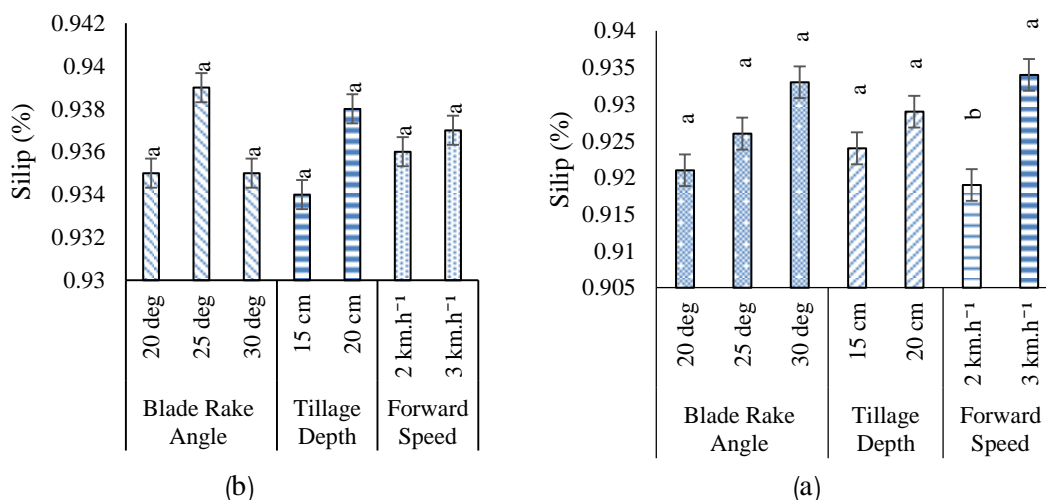 0.942
0.94
0.938
0.936
0.934
0.932
0.93
Silip (%)
a
a
a
a
a
a
a
20 deg
25 deg
30 deg
15 cm
20 cm
2 km.h⁻¹
3 km.h⁻¹
Blade Rake
Angle
Tillage
Depth
Forward
Speed
(b)
0.94
0.935
0.93
0.925
0.92
0.915
0.91
0.905
Silip (%)
a
a
a
a
a
b
a
20 deg
25 deg
30 deg
15 cm
20 cm
2 km.h⁻¹
3 km.h⁻¹
Blade Rake
Angle
Tillage
Depth
Forward
Speed
(a)